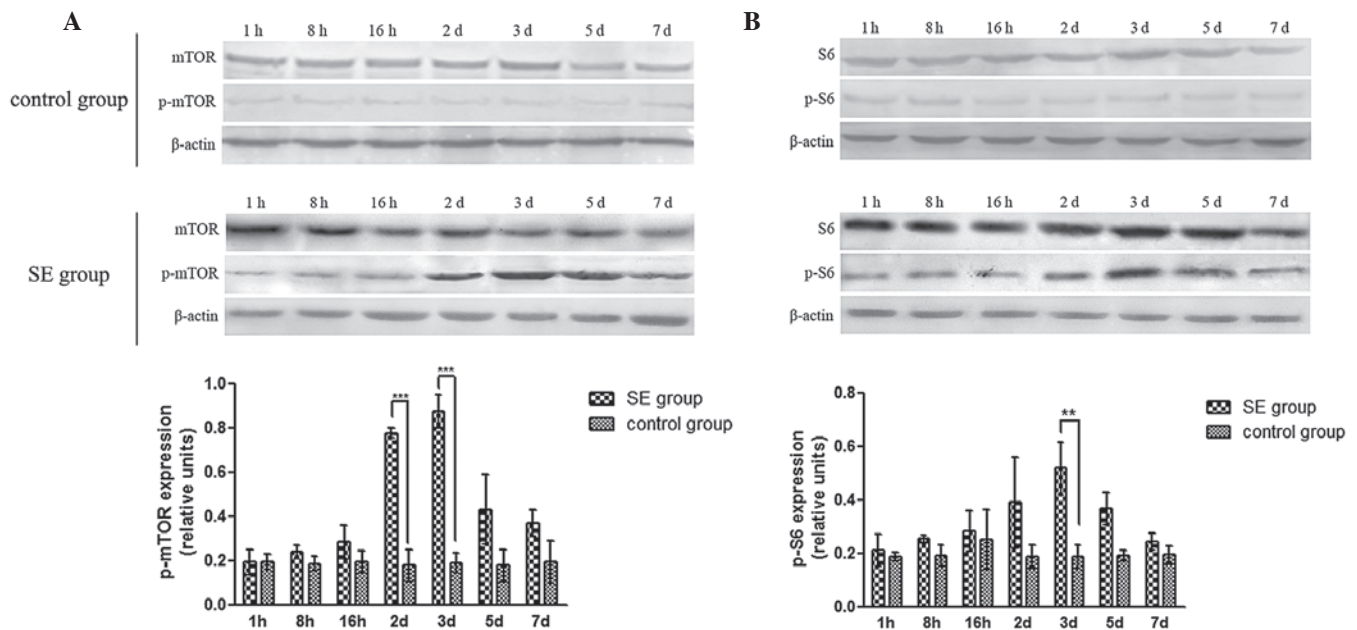 A
1 h 8 h 16 h 2 d 3 d 5 d 7 d
mTOR
control group
p-mTOR
β-actin
1 h 8 h 16 h 2 d 3 d 5 d 7 d
mTOR
SE group
p-mTOR
β-actin
p-mTOR expression
(relative units)
1.0
0.8
0.6
0.4
0.2
0.0
***
***
SE group
control group
1h 8h 16h 2d 3d 5d 7d
B
1 h 8 h 16 h 2 d 3 d 5 d 7 d
S6
p-S6
β-actin
1 h 8 h 16 h 2 d 3 d 5 d 7 d
S6
p-S6
β-actin
p-S6 expression
(relative units)
0.8
0.6
0.4
0.2
0.0
**
SE group
control group
1h 8h 16h 2d 3d 5d 7d